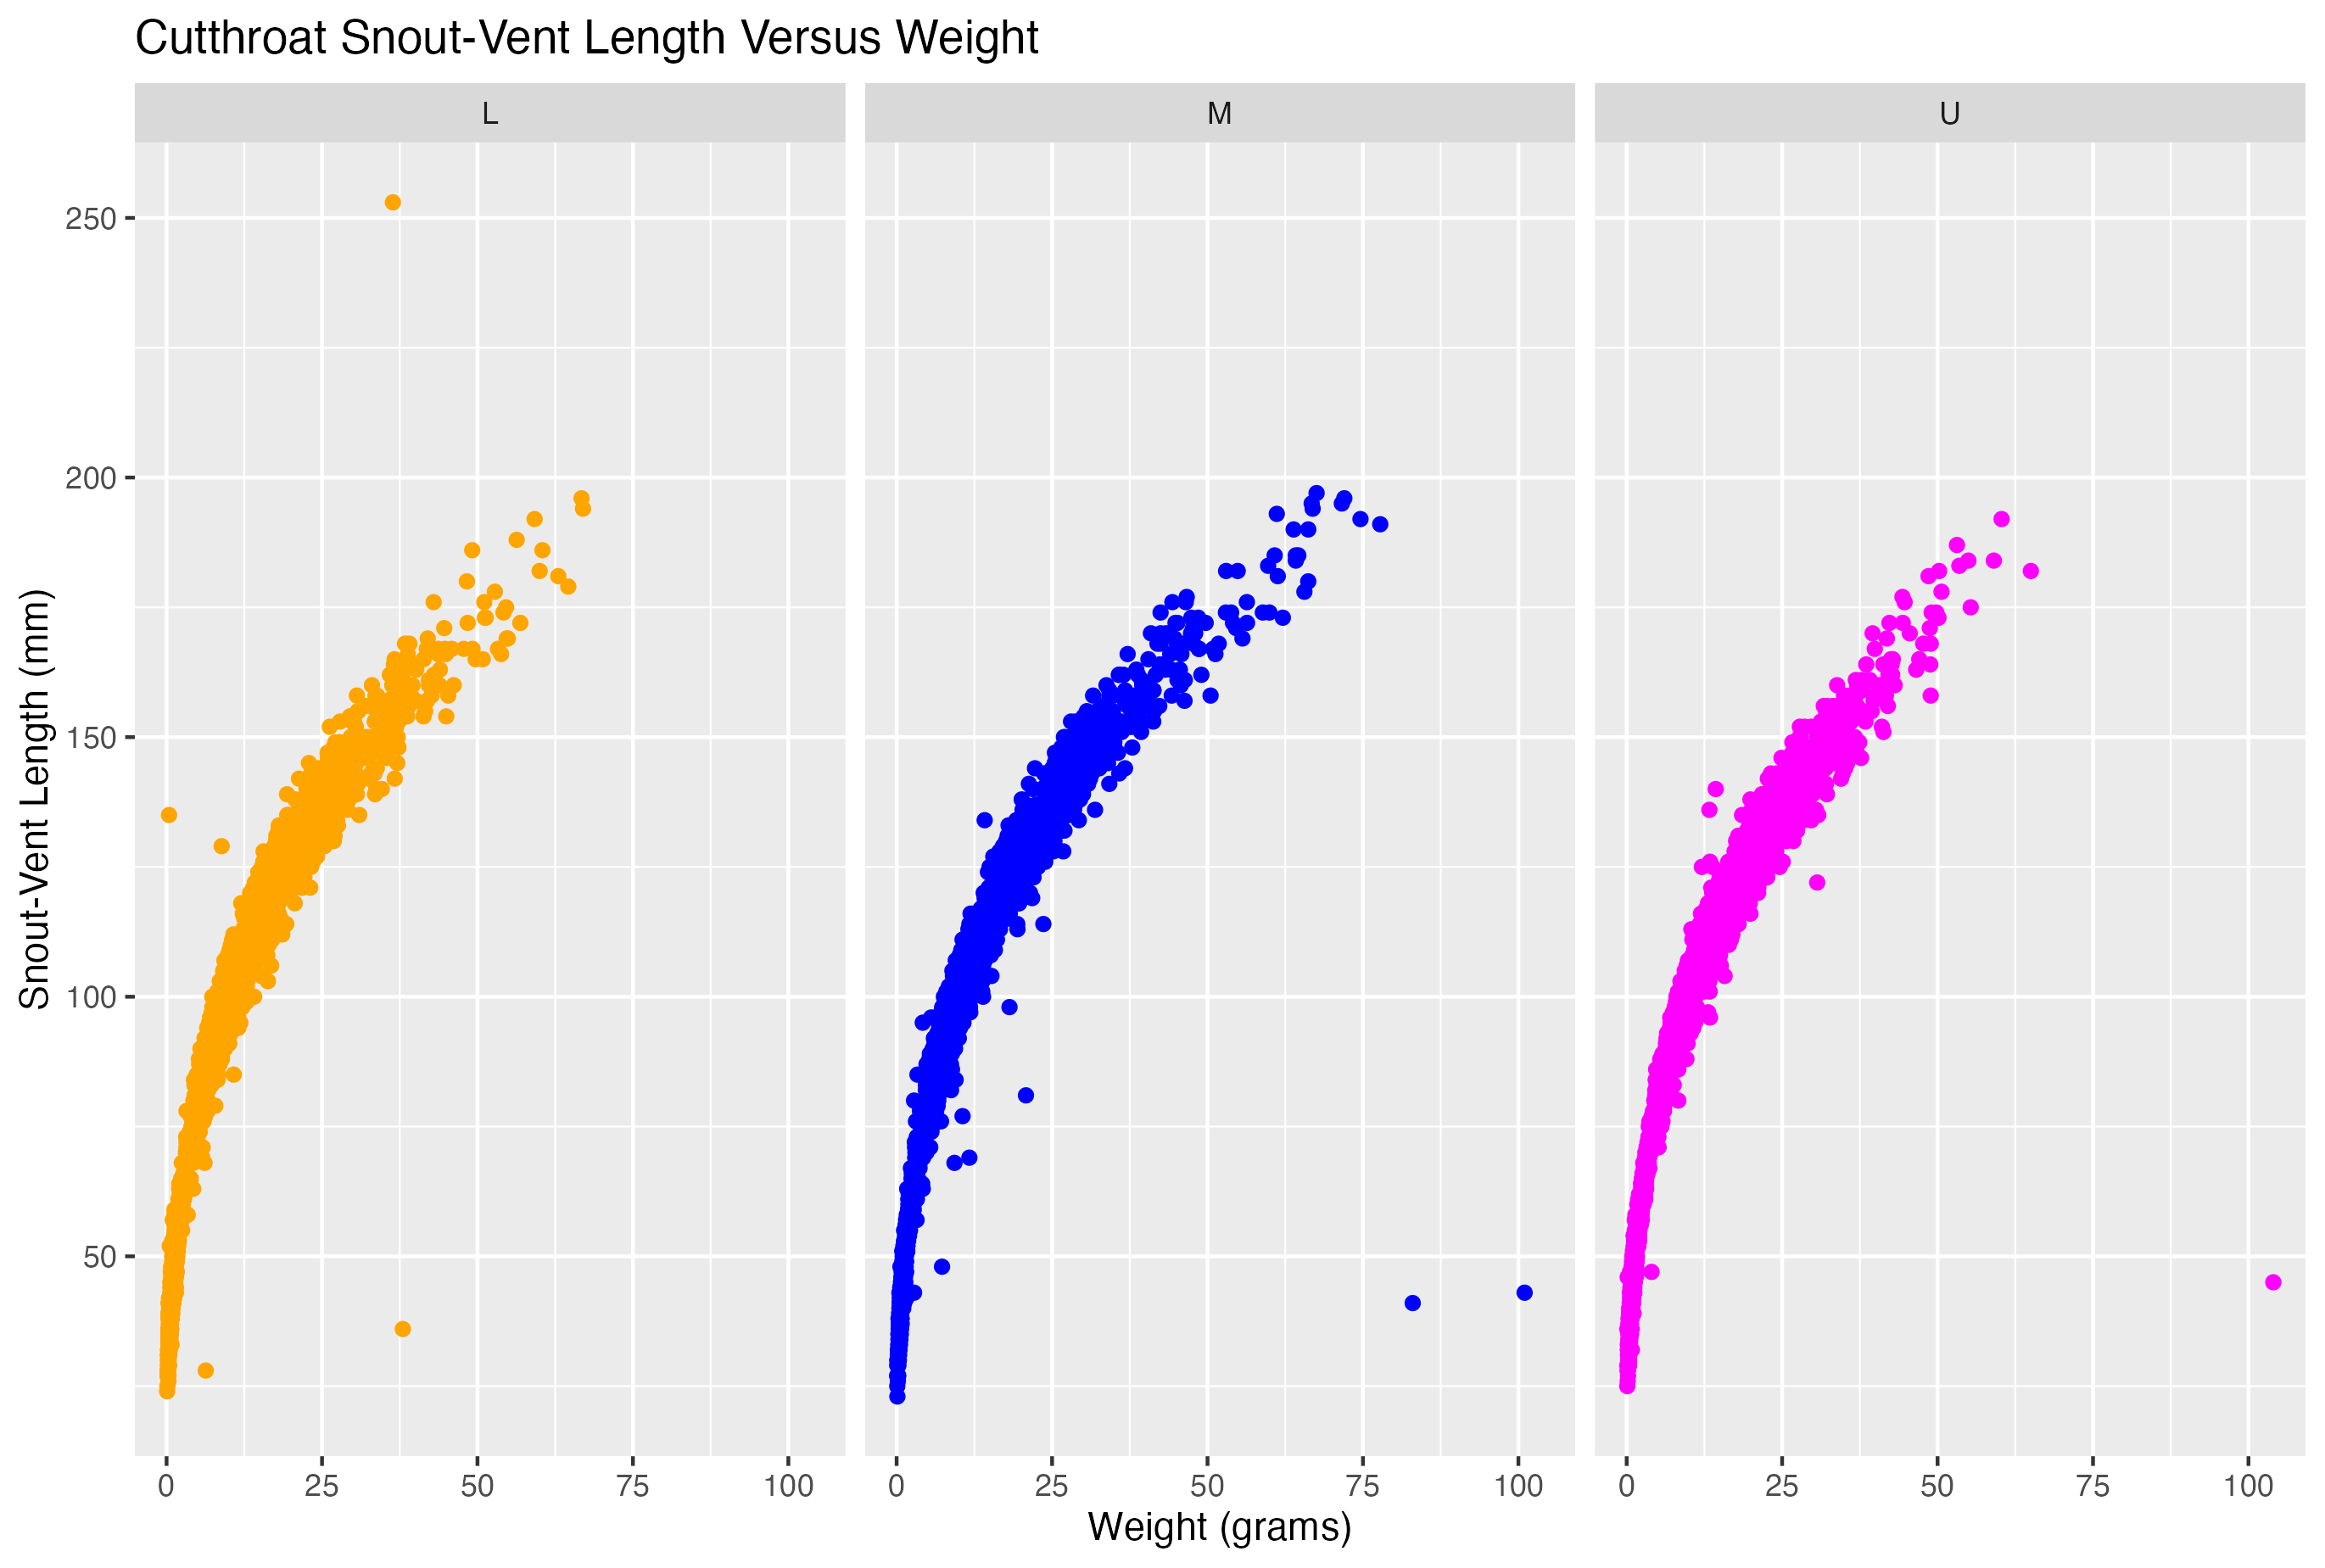 Cutthroat Snout-Vent Length Versus Weight
L M U
Snout-Vent Length (mm)
250
200
150
100
50
0 25 50 75 100 0 25 50 75 100 0 25 50 75 100
Weight (grams)